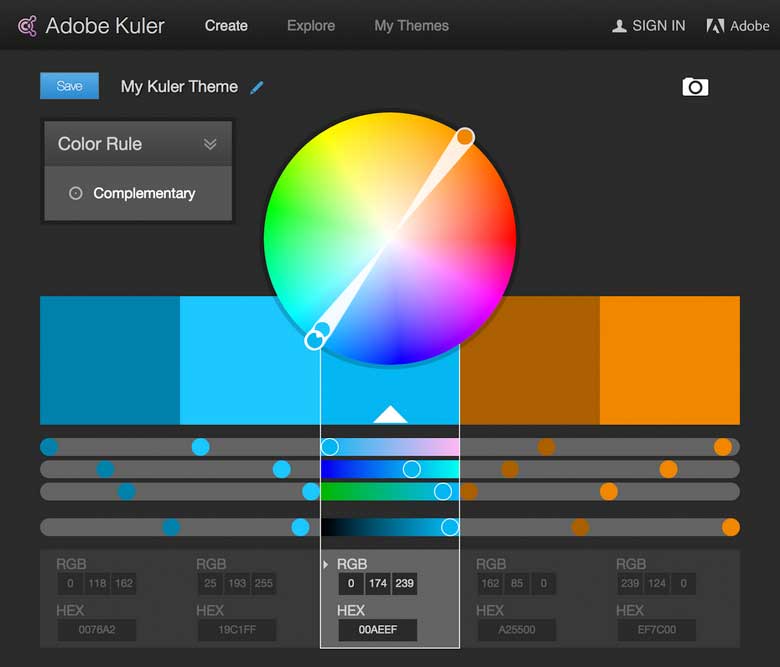 Adobe Kuler Create Explore My Themes SIGN IN Adobe
Save My Kuler Theme
Color Rule
Complementary
RGB RGB RGB RGB RGB
0 118 162 25 193 255 0 174 239 162 85 0 239 124 0
HEX HEX HEX HEX HEX
0076A2 19C1FF 00AEEF A25500 EF7C00